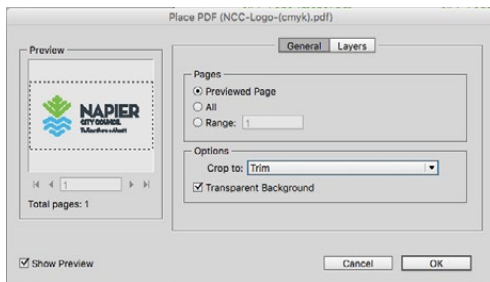 Place PDF (NCC-Logo-(cmyk).pdf)
General Layers
Preview
NAPIER
CITY COUNCIL
1
Total pages: 1
Pages
Previewed Page
All
Range: 1
Options
Crop to: Trim
Transparent Background
Show Preview
Cancel OK